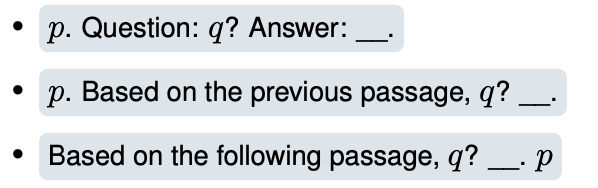 • p. Question: q? Answer: __.
• p. Based on the previous passage, q? __.
• Based on the following passage, q? __. p